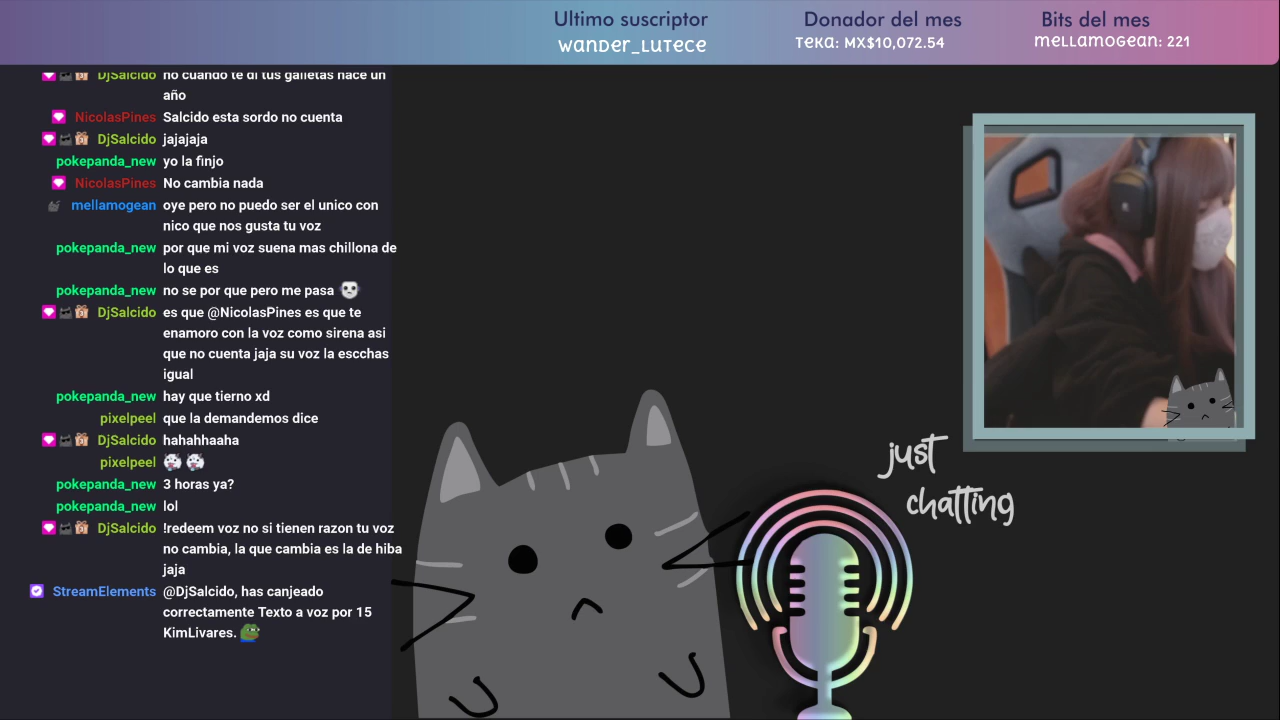 Ultimo suscriptor
wander_lutece
Donador del mes
Teka: MX$10,072.54
Bits del mes
mellamogean: 221
DjSalcido no cuando te di tus galletas hace un
año
NicolasPines Salcido esta sordo no cuenta
DjSalcido jajajaja
pokepanda_new yo la finjo
NicolasPines No cambia nada
mellamogean oye pero no puedo ser el unico con
nico que nos gusta tu voz
pokepanda_new por que mi voz suena mas chillona de
lo que es
pokepanda_new no se por que pero me pasa
DjSalcido es que @NicolasPines es que te
enamoro con la voz como sirena asi
que no cuenta jaja su voz la escchas
igual
pokepanda_new hay que tierno xd
pixelpeel que la demandemos dice
DjSalcido hahahhaaha
pixelpeel
pokepanda_new 3 horas ya?
pokepanda_new lol
DjSalcido !redeem voz no si tienen razon tu voz
no cambia, la que cambia es la de hiba
jaja
StreamElements @DjSalcido, has canjeado
correctamente Texto a voz por 15
KimLivares.
just
chatting